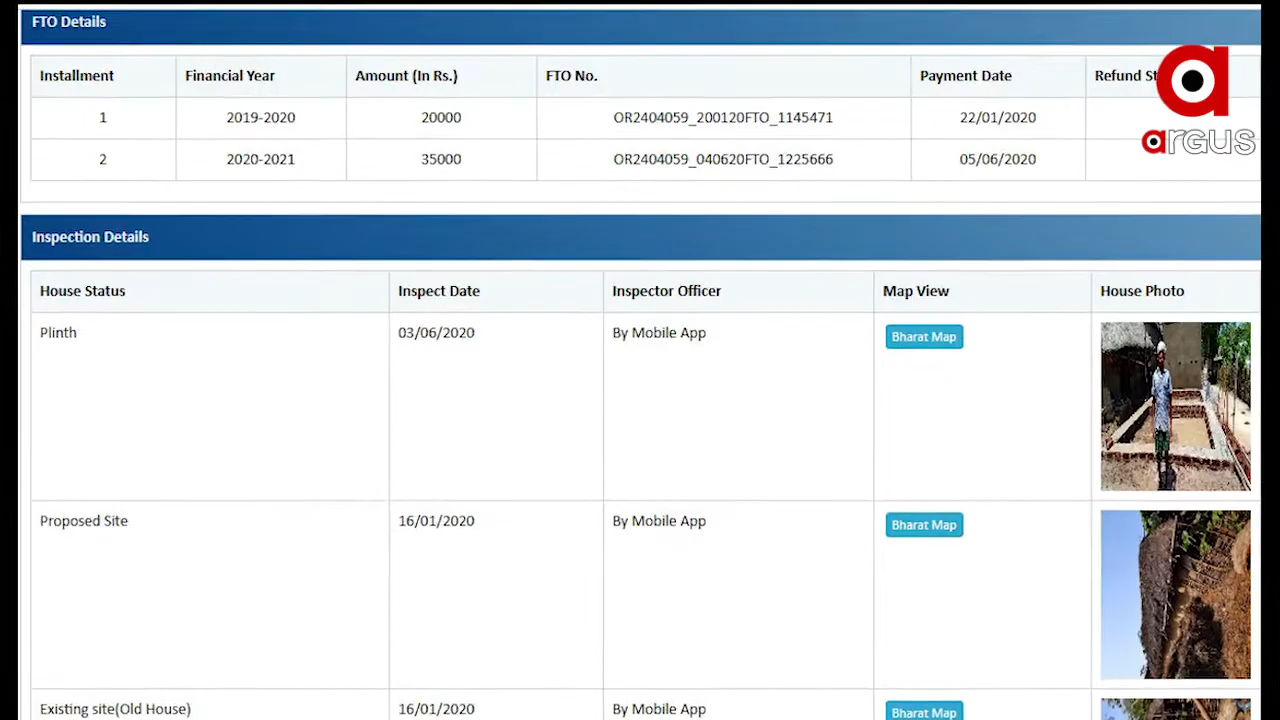 FTO Details
Installment Financial Year Amount (In Rs.) FTO No. Payment Date Refund St
1 2019-2020 20000 OR2404059_200120FTO_1145471 22/01/2020
2 2020-2021 35000 OR2404059_040620FTO_1225666 05/06/2020
argus
Inspection Details
House Status Inspect Date Inspector Officer Map View House Photo
Plinth 03/06/2020 By Mobile App Bharat Map
Proposed Site 16/01/2020 By Mobile App Bharat Map
Existing site(Old House) 16/01/2020 By Mobile App Bharat Map